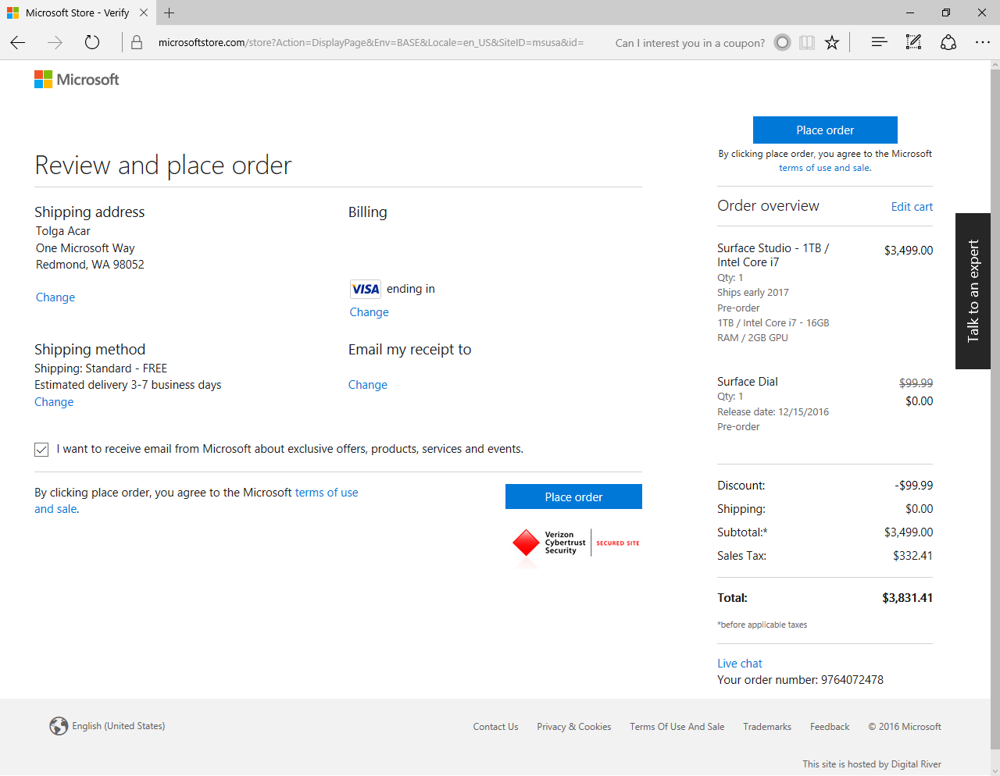 Microsoft Store - Verify
microsoftstore.com/store?Action=DisplayPage&Env=BASE&Locale=en_US&SiteID=msusa&id=
Can I interest you in a coupon?
Microsoft
Review and place order
Shipping address
Tolga Acar
One Microsoft Way
Redmond, WA 98052
Change
Billing
VISA ending in
Change
Shipping method
Shipping: Standard - FREE
Estimated delivery 3-7 business days
Change
Email my receipt to
Change
I want to receive email from Microsoft about exclusive offers, products, services and events.
By clicking place order, you agree to the Microsoft terms of use
and sale.
Place order
Verizon
Cybertrust
Security
SECURED SITE
Place order
By clicking place order, you agree to the Microsoft
terms of use and sale.
Order overview Edit cart
Surface Studio - 1TB / $3,499.00
Intel Core i7
Qty: 1
Ships early 2017
Pre-order
1TB / Intel Core i7 - 16GB
RAM / 2GB GPU
Surface Dial $99.99
Qty: 1 $0.00
Release date: 12/15/2016
Pre-order
Discount: -$99.99
Shipping: $0.00
Subtotal:* $3,499.00
Sales Tax: $332.41
Total: $3,831.41
*before applicable taxes
Live chat
Your order number: 9764072478
Talk to an expert
English (United States)
Contact Us Privacy & Cookies Terms Of Use And Sale Trademarks Feedback © 2016 Microsoft
This site is hosted by Digital River